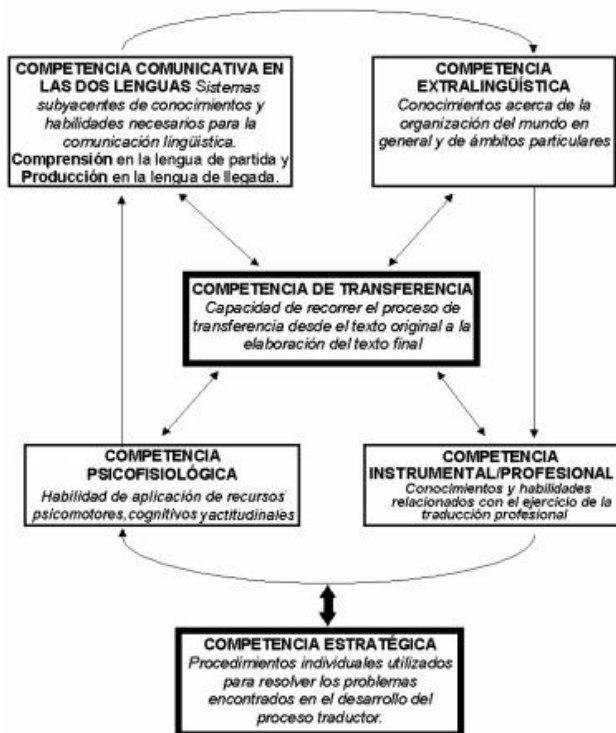 COMPETENCIA COMUNICATIVA EN
LAS DOS LENGUAS Sistemas
subyacentes de conocimientos y
habilidades necesarios para la
comunicación lingüística.
Comprensión en la lengua de partida y
Producción en la lengua de llegada.
COMPETENCIA
EXTRALINGÜÍSTICA
Conocimientos acerca de la
organización del mundo en
general y de ámbitos particulares
COMPETENCIA DE TRANSFERENCIA
Capacidad de recorrer el proceso de
transferencia desde el texto original a la
elaboración del texto final
COMPETENCIA
PSICOFISIOLÓGICA
Habilidad de aplicación de recursos
psicomotores, cognitivos yactitudinales
COMPETENCIA
INSTRUMENTAL/PROFESIONAL
Conocimientos y habilidades
relacionados con el ejercicio de la
traducción profesional
COMPETENCIA ESTRATÉGICA
Procedimientos individuales utilizados
para resolver los problemas
encontrados en el desarrollo del
proceso traductor.